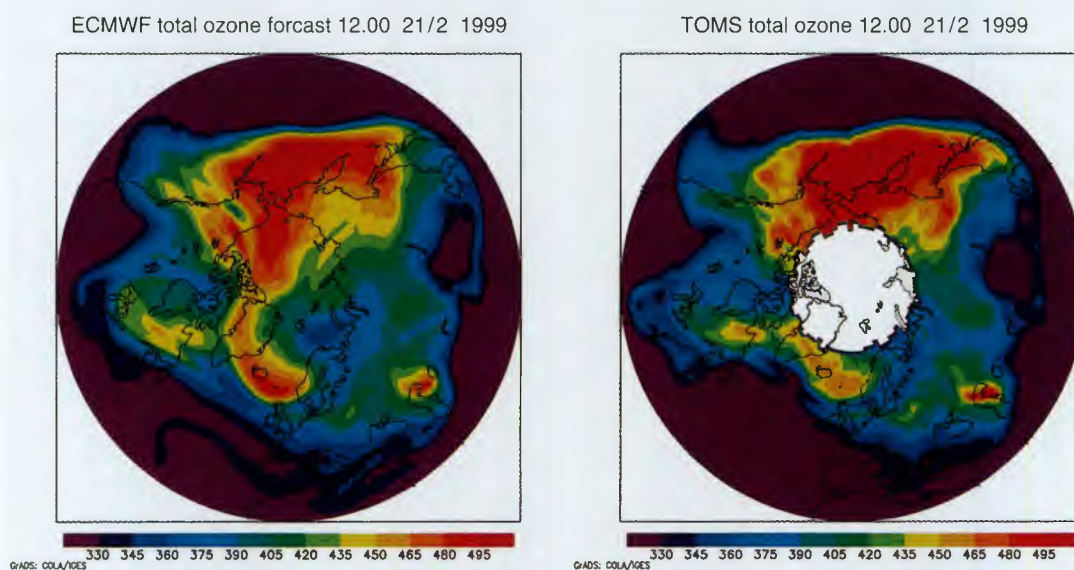 ECMWF total ozone forcast 12.00 21/2 1999
330 345 360 375 390 405 420 435 450 465 480 495
GrADS: COLA/IGES
TOMS total ozone 12.00 21/2 1999
330 345 360 375 390 405 420 435 450 465 480 495
GrADS: COLA/IGES